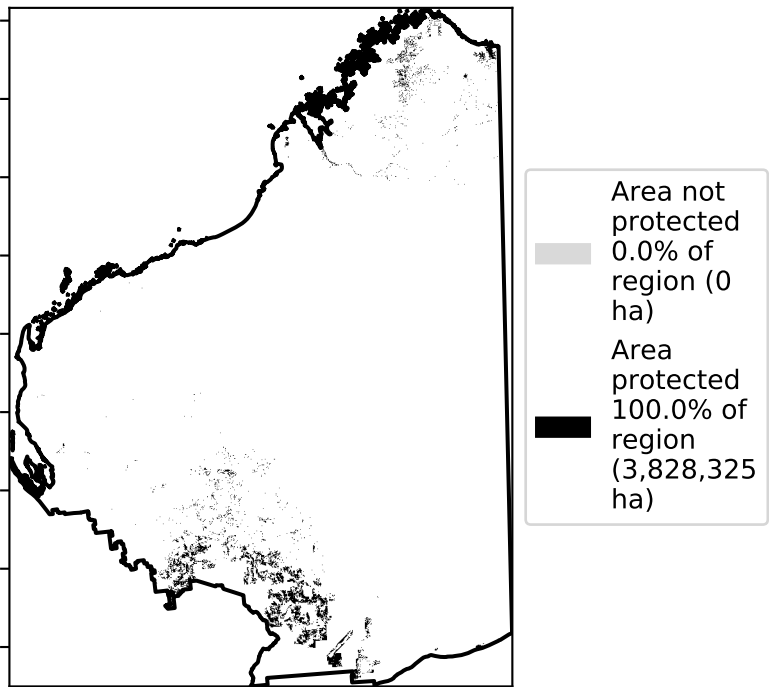 Area not
protected
0.0% of
region (0
ha)
Area
protected
100.0% of
region
(3,828,325
ha)